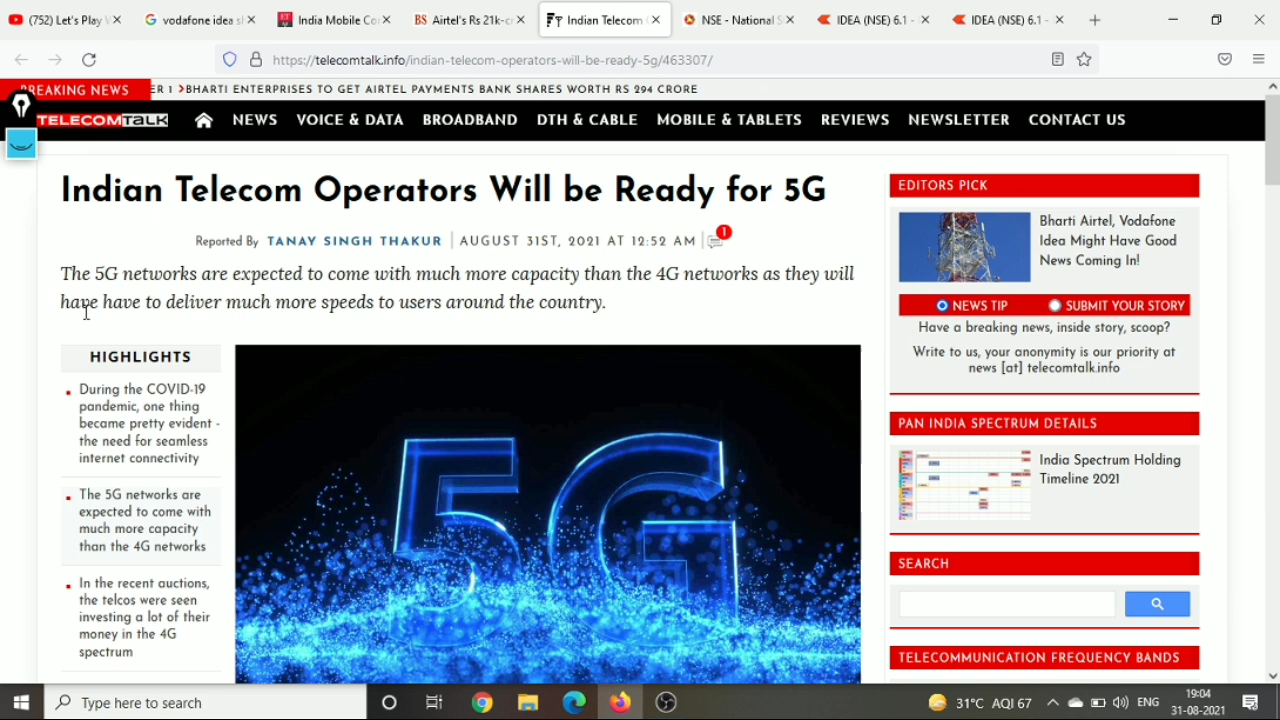 (752) Let's Play
vodafone idea s
India Mobile Co
BS Airtel's Rs 21k-c
Indian Telecom
NSE - National S
IDEA (NSE) 6.1 -
IDEA (NSE) 6.1 -
https://telecomtalk.info/indian-telecom-operators-will-be-ready-5g/463307/
BREAKING NEWS
ER 1 >BHARTI ENTERPRISES TO GET AIRTEL PAYMENTS BANK SHARES WORTH RS 294 CRORE
TELECOMTALK
NEWS VOICE & DATA BROADBAND DTH & CABLE MOBILE & TABLETS REVIEWS NEWSLETTER CONTACT US
Indian Telecom Operators Will be Ready for 5G
Reported By TANAY SINGH THAKUR AUGUST 31ST, 2021 AT 12:52 AM 1
The 5G networks are expected to come with much more capacity than the 4G networks as they will
have have to deliver much more speeds to users around the country.
HIGHLIGHTS
During the COVID-19
pandemic, one thing
became pretty evident -
the need for seamless
internet connectivity
The 5G networks are
expected to come with
much more capacity
than the 4G networks
In the recent auctions,
the telcos were seen
investing a lot of their
money in the 4G
spectrum
5G
EDITORS PICK
Bharti Airtel, Vodafone
Idea Might Have Good
News Coming In!
NEWS TIP SUBMIT YOUR STORY
Have a breaking news, inside story, scoop?
Write to us, your anonymity is our priority at
news [at] telecomtalk.info
PAN INDIA SPECTRUM DETAILS
India Spectrum Holding
Timeline 2021
SEARCH
TELECOMMUNICATION FREQUENCY BANDS
Type here to search
31°C AQI 67
ENG
19:04
31-08-2021